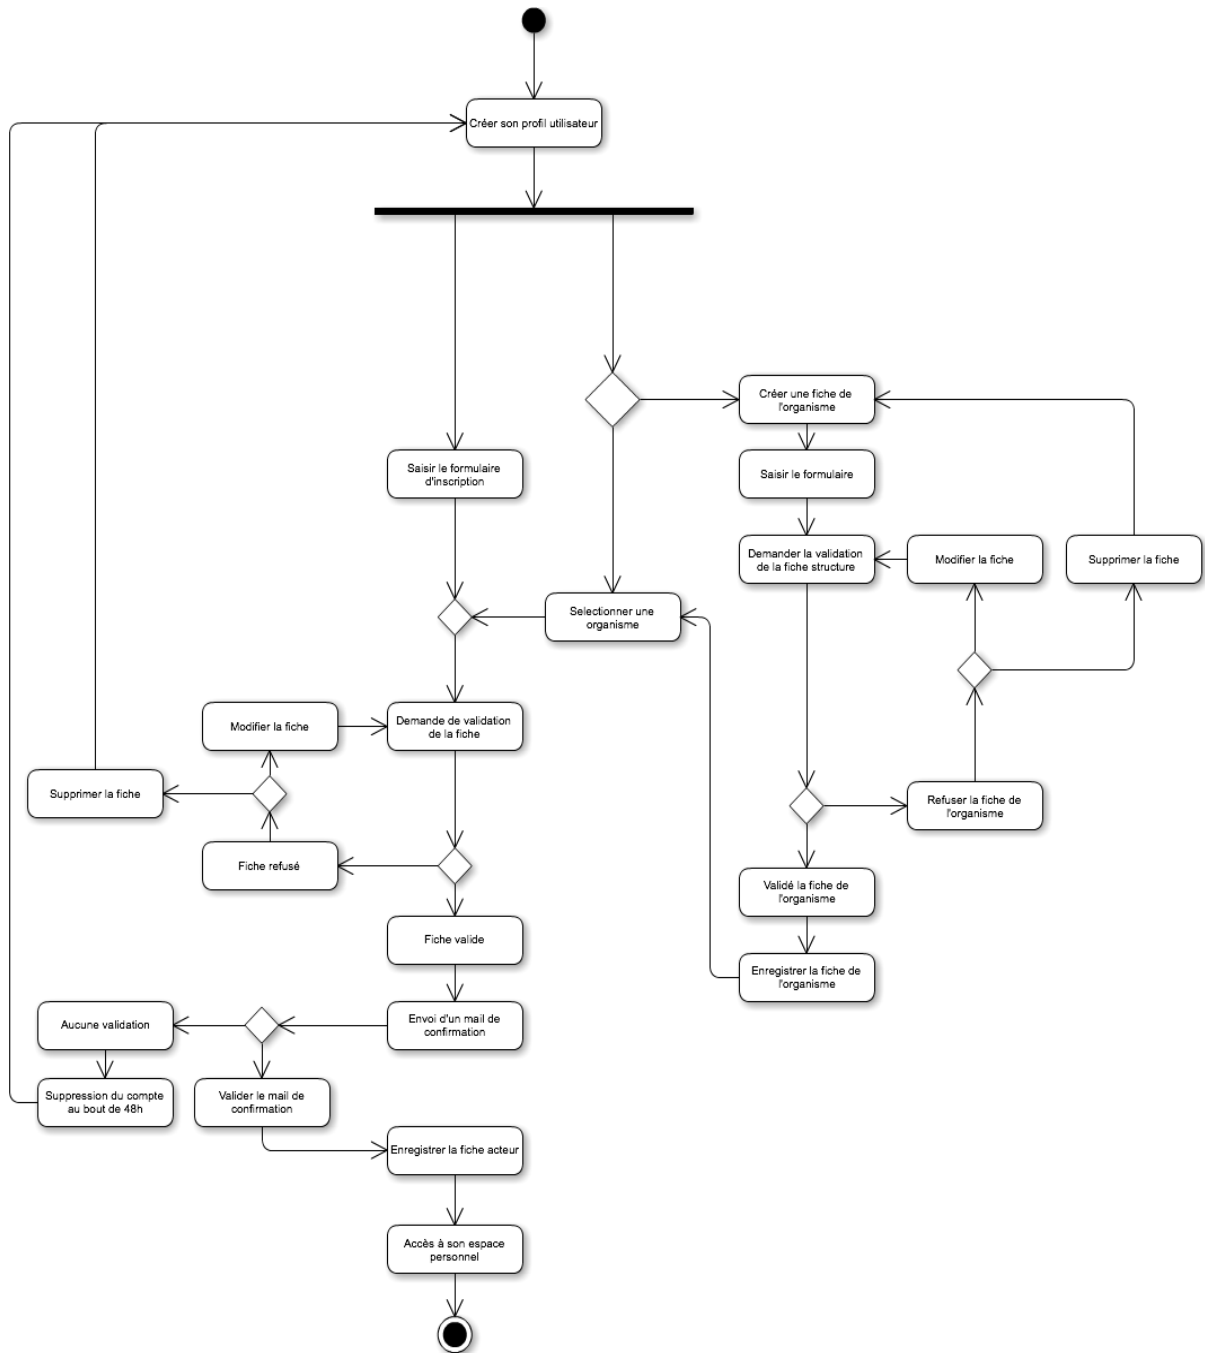 Créer son profil utilisateur
Créer une fiche de
l'organisme
Saisir le formulaire
d'inscription
Saisir le formulaire
Demander la validation
de la fiche structure
Modifier la fiche
Supprimer la fiche
Selectionner une
organisme
Modifier la fiche
Demande de validation
de la fiche
Supprimer la fiche
Refuser la fiche de
l'organisme
Fiche refusé
Validé la fiche de
l'organisme
Fiche valide
Enregistrer la fiche de
l'organisme
Aucune validation
Envoi d'un mail de
confirmation
Suppression du compte
au bout de 48h
Valider le mail de
confirmation
Enregistrer la fiche acteur
Accès à son espace
personnel